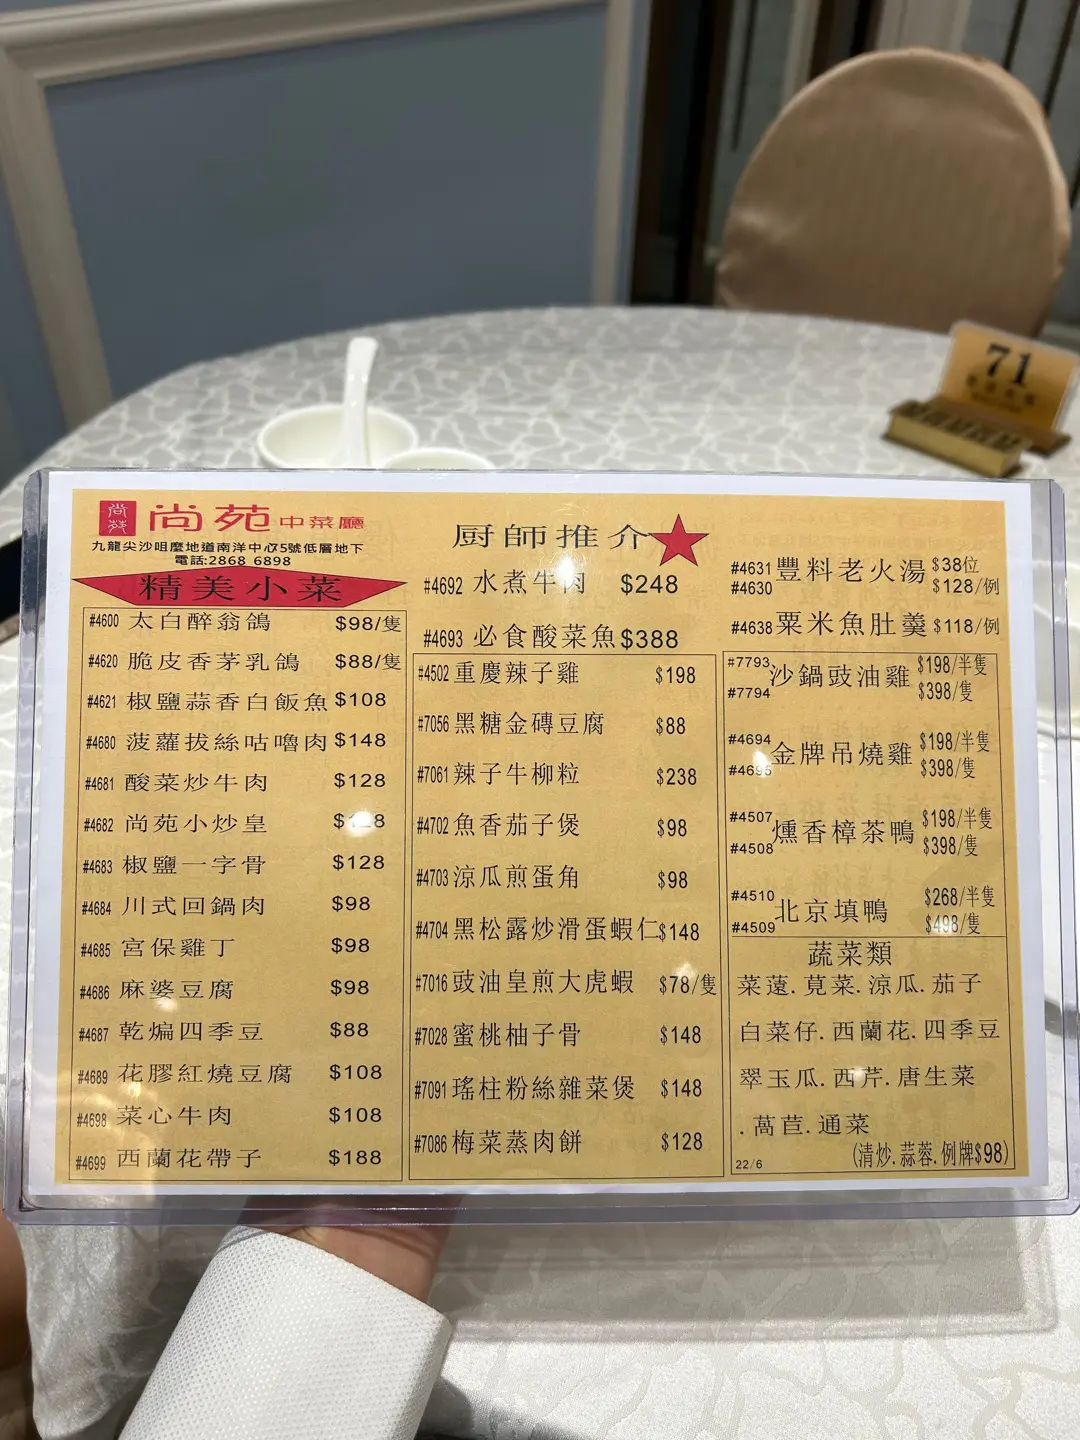 尚苑
尚苑 中菜廳
九龍尖沙咀麼地道南洋中心75號低層地下
電話:2868 6898
精美小菜
#4600 太白醉翁鴿 $98/隻
#4620 脆皮香茅乳鴿 $88/隻
#4621 椒鹽蒜香白飯魚 $108
#4680 菠蘿拔絲咕嚕肉 $148
#4681 酸菜炒牛肉 $128
#4682 尚苑小炒皇
#4683 椒鹽一字骨 $128
#4684 川式回鍋肉 $98
#4685 宮保雞丁 $98
#4686 麻婆豆腐 $98
#4687 乾煸四季豆 $88
#4689 花膠紅燒豆腐 $108
#4698 菜心牛肉 $108
#4699 西蘭花帶子 $188
厨師推介
#4692 水煮牛肉 $248
#4693 必食酸菜魚 $388
#4502 重慶辣子雞 $198
#7056 黑糖金磚豆腐 $88
#7061 辣子牛柳粒 $238
#4702 魚香茄子煲 $98
#4703 涼瓜煎蛋角 $98
#4704 黑松露炒滑蛋蝦仁 $148
#7016 豉油皇煎大虎蝦 $78/隻
#7028 蜜桃柚子骨 $148
#7091 瑤柱粉絲雜菜煲 $148
#7086 梅菜蒸肉餅 $128
#4631 豐料老火湯 $38位
#4630 $128/例
#4638 粟米魚肚羹 $118/例
#7793 沙鍋豉油雞 $198/半隻
#7794 $398/隻
#4694 金牌吊燒雞 $198/半隻
#4695 $398/隻
#4507 燻香樟茶鴨 $198/半隻
#4508 $398/隻
#4510 北京填鴨 $268/半隻
#4509 $498/隻
蔬菜類
菜薳. 莧菜. 涼瓜. 茄子
白菜仔. 西蘭花. 四季豆
翠玉瓜. 西芹. 唐生菜
. 萵苣. 通菜
(清炒. 蒜蓉. 例牌$98)
22/6
71